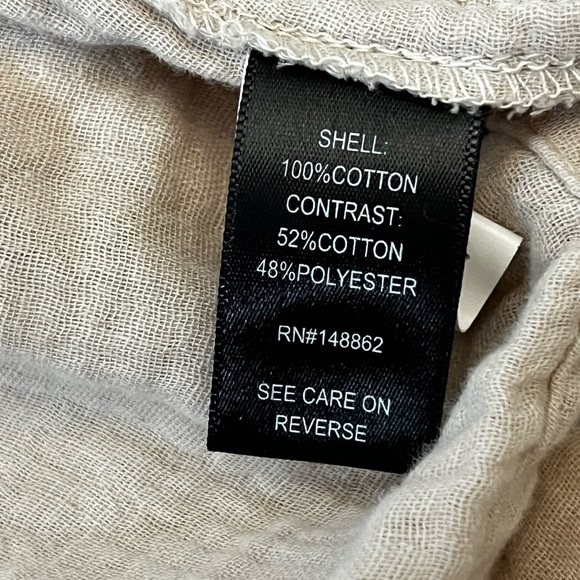 SHELL:
100%COTTON
CONTRAST:
52%COTTON
48%POLYESTER
RN#148862
SEE CARE ON
REVERSE